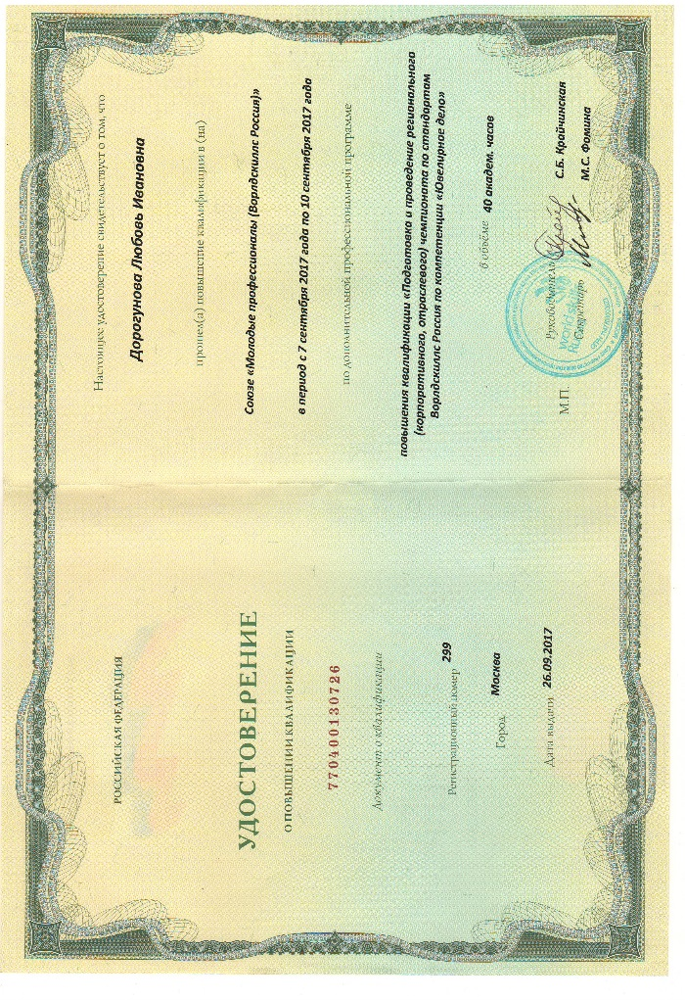 РОССИЙСКАЯ ФЕДЕРАЦИЯ
УДОСТОВЕРЕНИЕ
О ПОВЫШЕНИИ КВАЛИФИКАЦИИ
770400130726
Документ о квалификации
Регистрационный номер 299
Город Москва
Дата выдачи 26.09.2017
Настоящее удостоверение свидетельствует о том, что
Дорогунова Любовь Ивановна
прошел(а) повышение квалификации в (на)
Союзе «Молодые профессионалы (Ворлдскиллс Россия)»
в период с 7 сентября 2017 года по 10 сентября 2017 года
по дополнительной профессиональной программе
повышения квалификации «Подготовка и проведение регионального
(корпоративного, отраслевого) чемпионата по стандартам
Ворлдскиллс Россия по компетенции «Ювелирное дело»
в объёме 40 академ. часов
Руководитель С.Б. Крайчинская
М.П. Секретарь М.С. Фомина
world skills